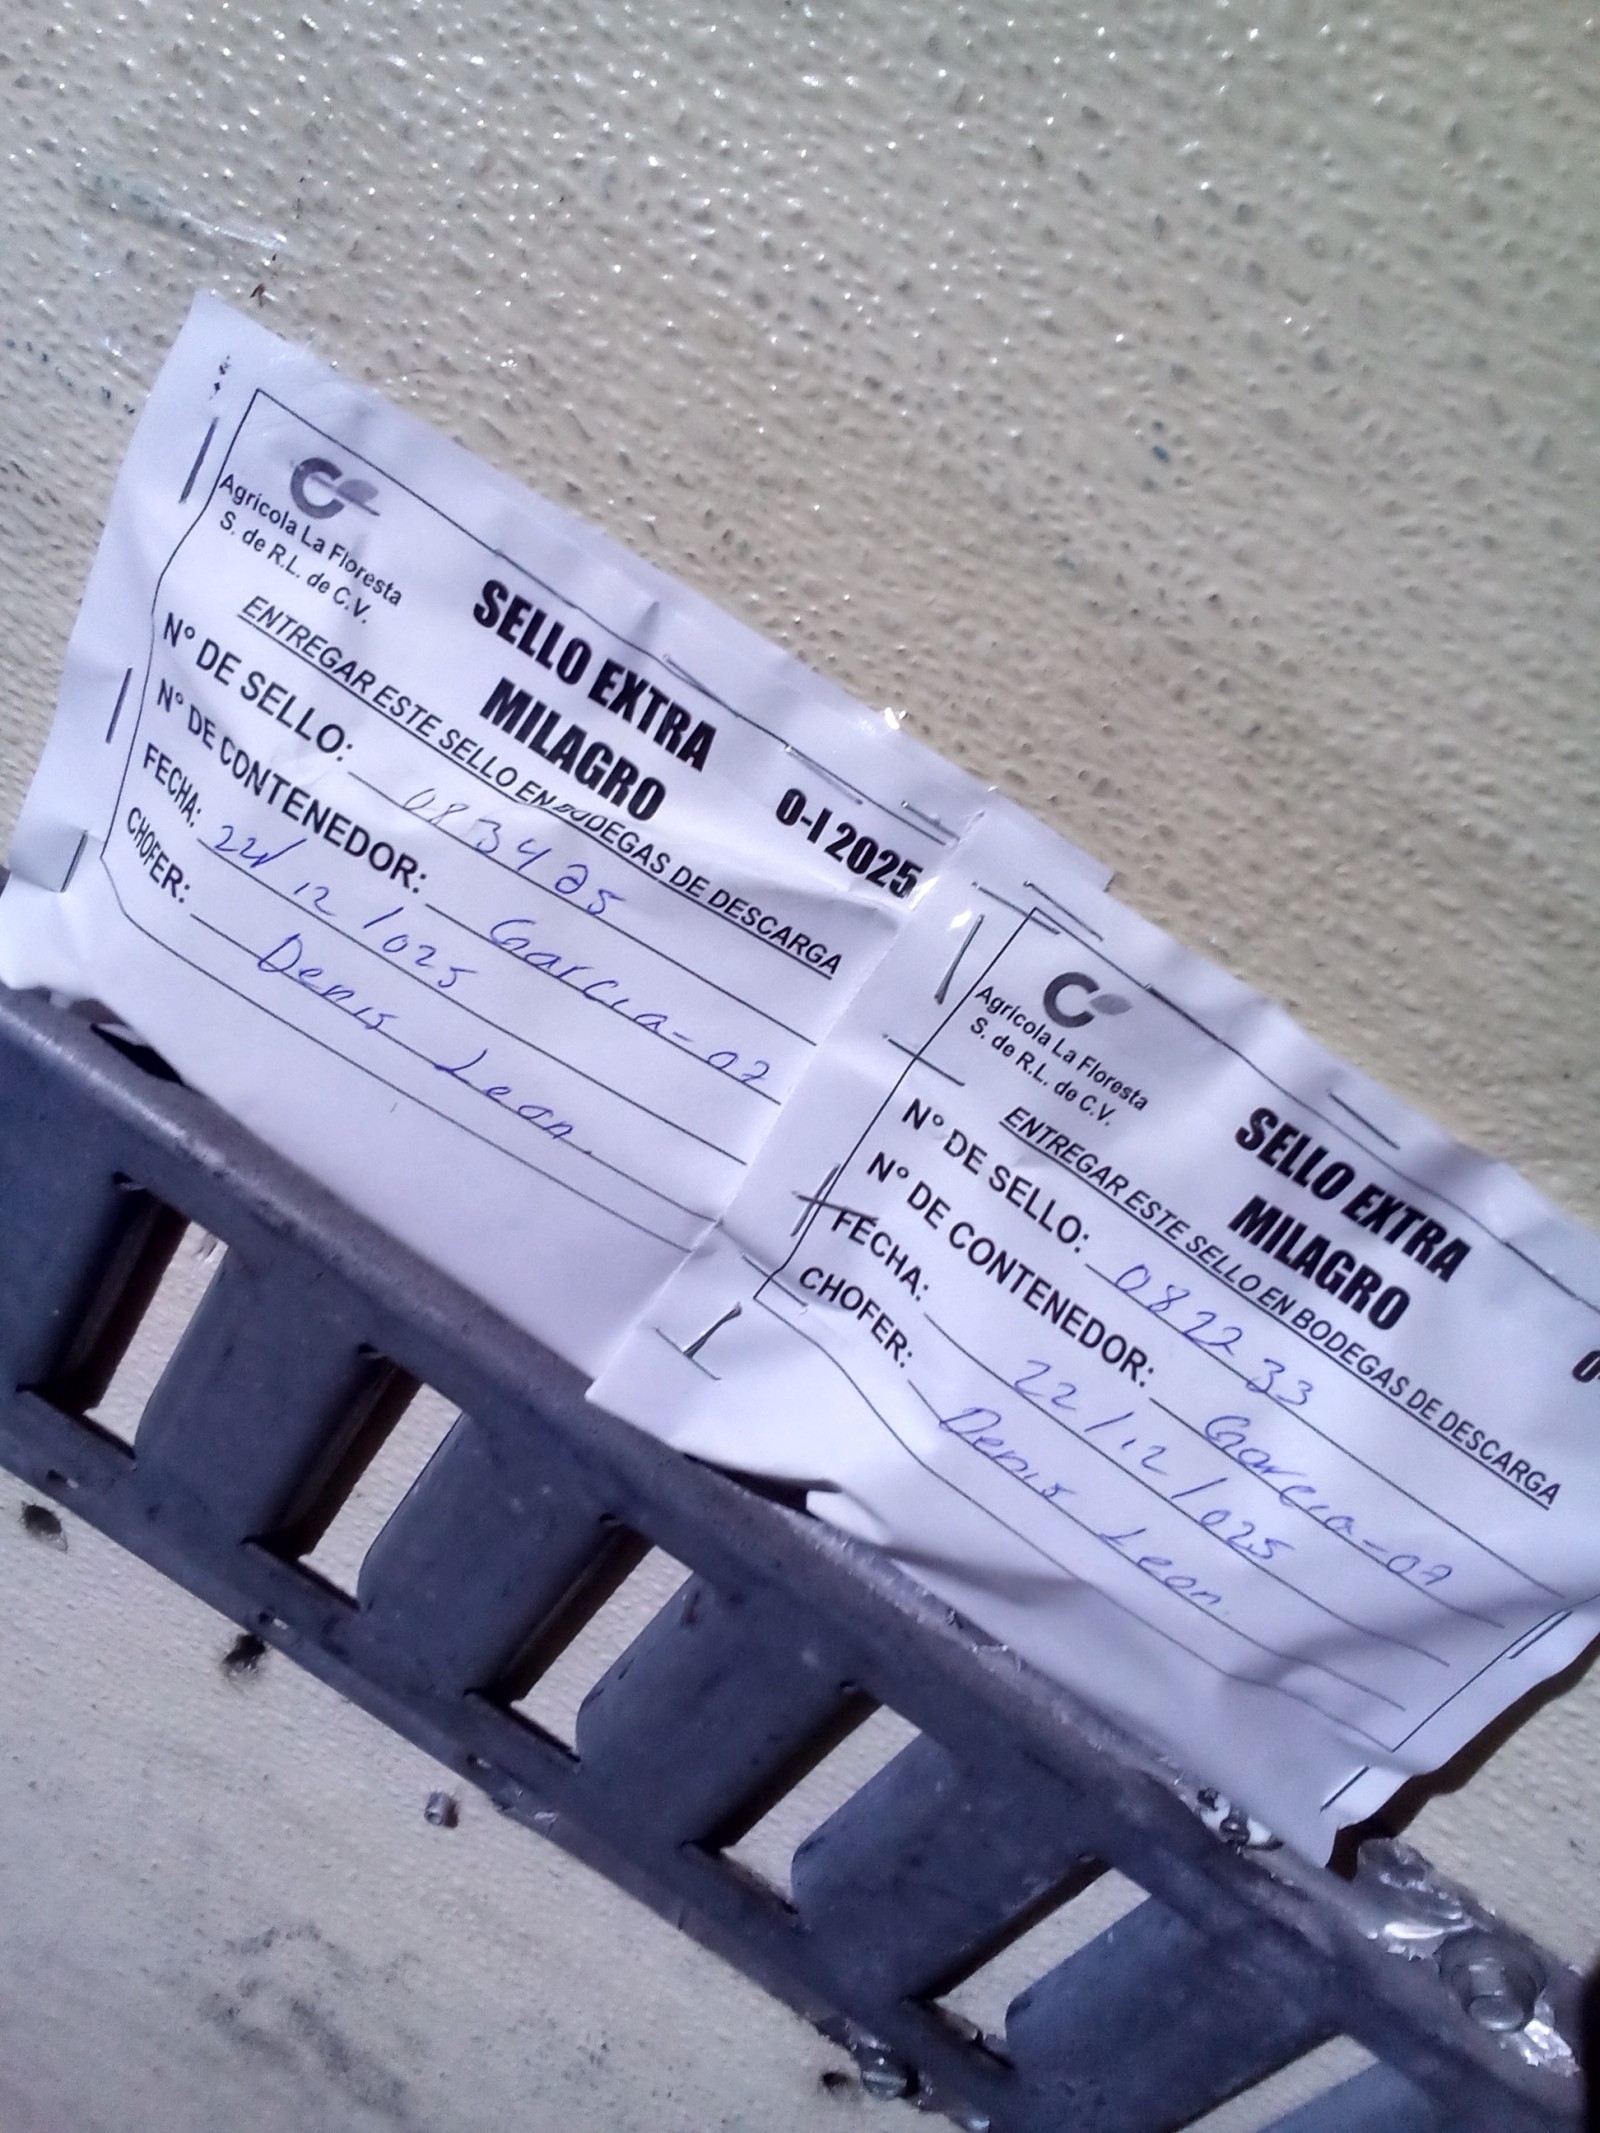 Agrícola La Floresta
S. de R.L. de C.V.
SELLO EXTRA
MILAGRO
O-I 2025
ENTREGAR ESTE SELLO EN BODEGAS DE DESCARGA
N° DE SELLO: 083425
N° DE CONTENEDOR: Garcia-07
FECHA: 22/12/025
CHOFER: Denis Leon
Agrícola La Floresta
S. de R.L. de C.V.
SELLO EXTRA
MILAGRO
ENTREGAR ESTE SELLO EN BODEGAS DE DESCARGA
N° DE SELLO: 082233
N° DE CONTENEDOR: Garcia-07
FECHA: 22/12/025
CHOFER: Denis Leon